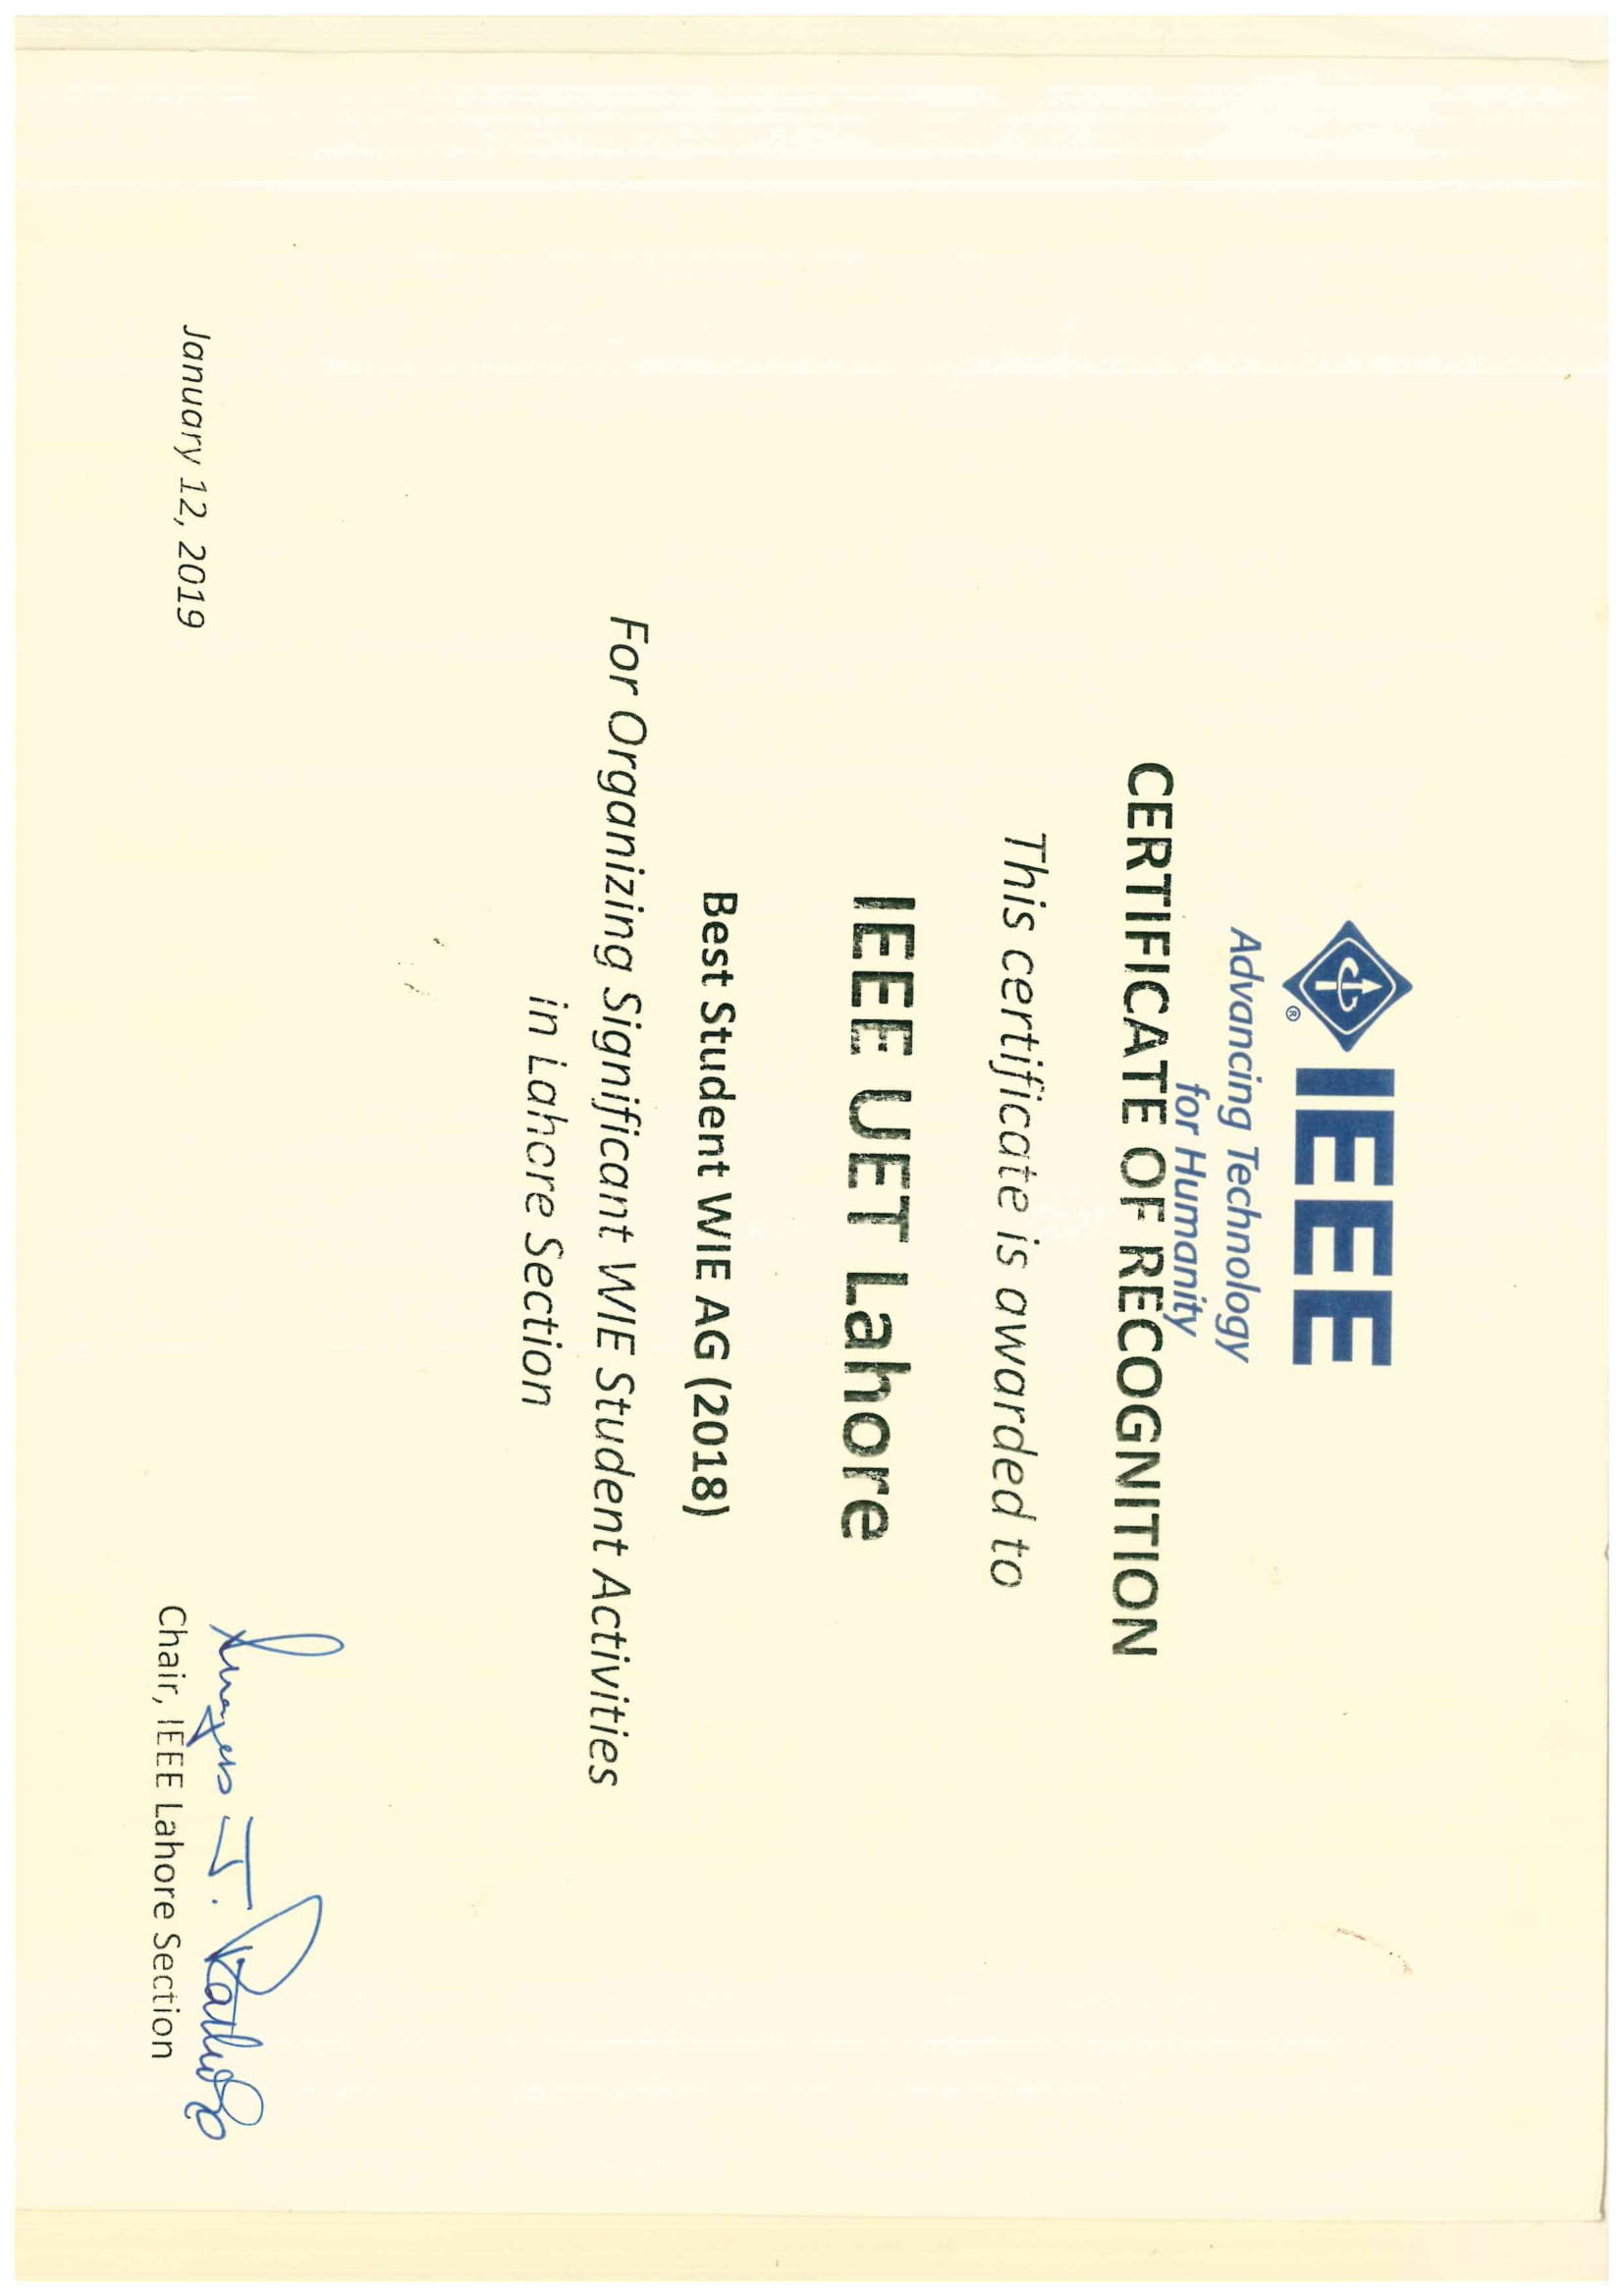 IEEE
Advancing Technology
for Humanity
CERTIFICATE OF RECOGNITION
This certificate is awarded to
IEEE UET Lahore
Best Student WIE AG (2018)
For Organizing Significant WIE Student Activities
in Lahore Section
January 12, 2019
J.
Chair, IEEE Lahore Section